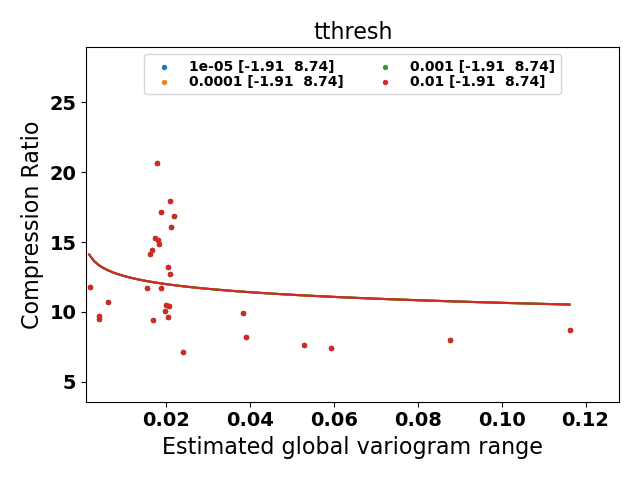 tthresh
1e-05 [-1.91  8.74]
0.0001 [-1.91  8.74]
0.001 [-1.91  8.74]
0.01 [-1.91  8.74]
Compression Ratio
25
20
15
10
5
0.02 0.04 0.06 0.08 0.10 0.12
Estimated global variogram range